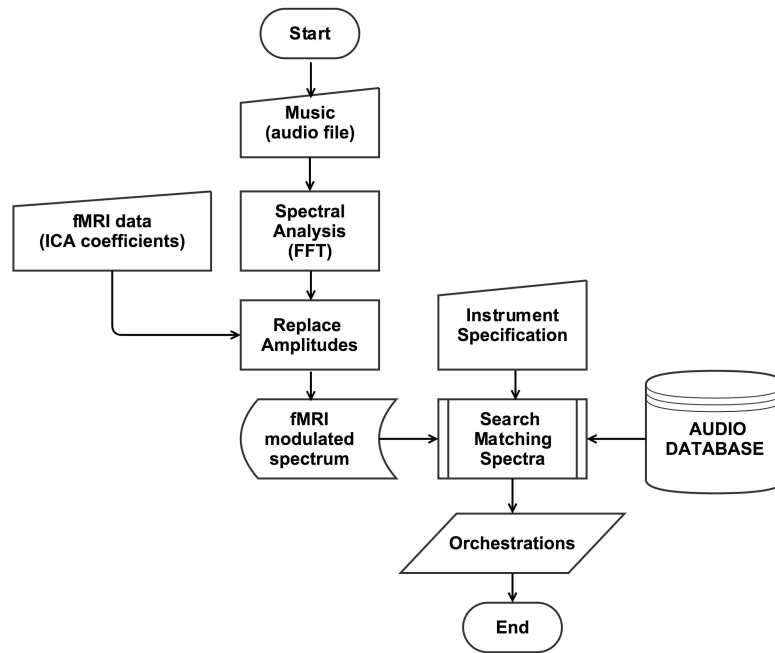 Start
Music
(audio file)
fMRI data
(ICA coefficients)
Spectral
Analysis
(FFT)
Replace
Amplitudes
Instrument
Specification
fMRI
modulated
spectrum
Search
Matching
Spectra
AUDIO
DATABASE
Orchestrations
End